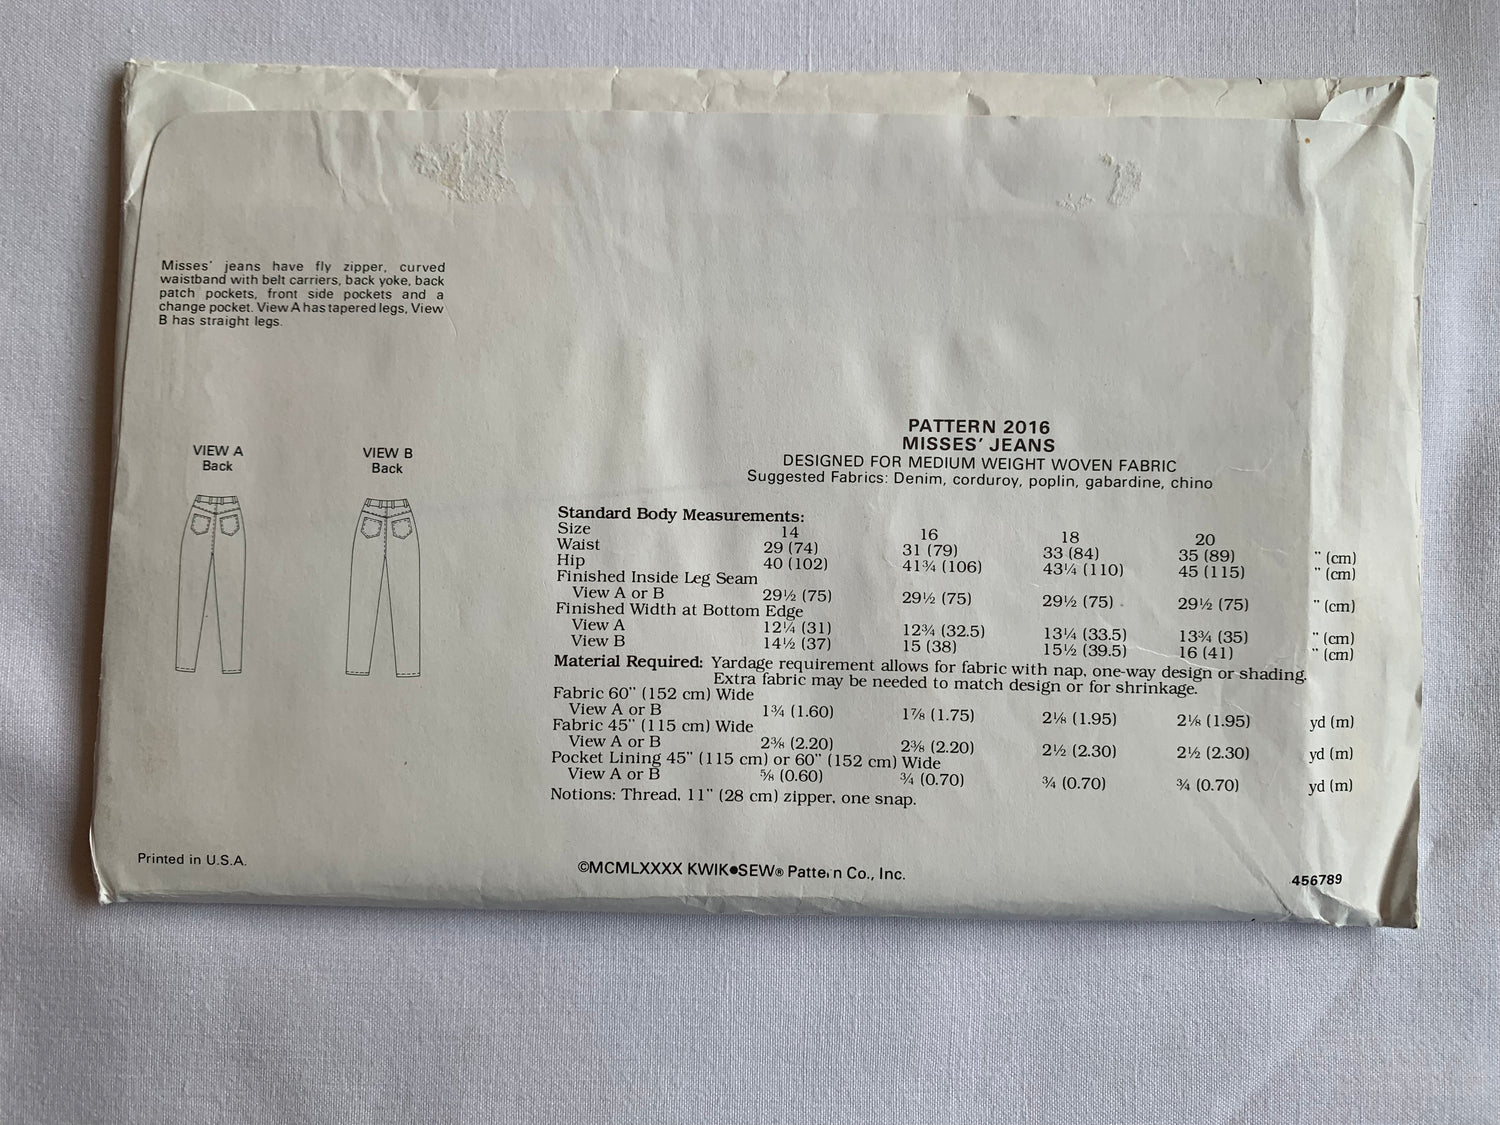 Misses' jeans have fly zipper, curved
waistband with belt carriers, back yoke, back
patch pockets, front side pockets and a
change pocket. View A has tapered legs, View
B has straight legs.
VIEW A
Back
VIEW B
Back
PATTERN 2016
MISSES' JEANS
DESIGNED FOR MEDIUM WEIGHT WOVEN FABRIC
Suggested Fabrics: Denim, corduroy, poplin, gabardine, chino
Standard Body Measurements:
Size 14 16 18 20
Waist 29 (74) 31 (79) 33 (84) 35 (89) " (cm)
Hip 40 (102) 41¾ (106) 43¼ (110) 45 (115) " (cm)
Finished Inside Leg Seam
View A or B 29½ (75) 29½ (75) 29½ (75) 29½ (75) " (cm)
Finished Width at Bottom Edge
View A 12¼ (31) 12¾ (32.5) 13¼ (33.5) 13¾ (35) " (cm)
View B 14½ (37) 15 (38) 15½ (39.5) 16 (41) " (cm)
Material Required: Yardage requirement allows for fabric with nap, one-way design or shading.
Extra fabric may be needed to match design or for shrinkage.
Fabric 60" (152 cm) Wide
View A or B 1¾ (1.60) 1⅞ (1.75) 2⅛ (1.95) 2⅛ (1.95) yd (m)
Fabric 45" (115 cm) Wide
View A or B 2⅜ (2.20) 2⅜ (2.20) 2½ (2.30) 2½ (2.30) yd (m)
Pocket Lining 45" (115 cm) or 60" (152 cm) Wide
View A or B ⅝ (0.60) ¾ (0.70) ¾ (0.70) ¾ (0.70) yd (m)
Notions: Thread, 11" (28 cm) zipper, one snap.
Printed in U.S.A.
©MCMLXXXX KWIK●SEW® Pattern Co., Inc.
456789